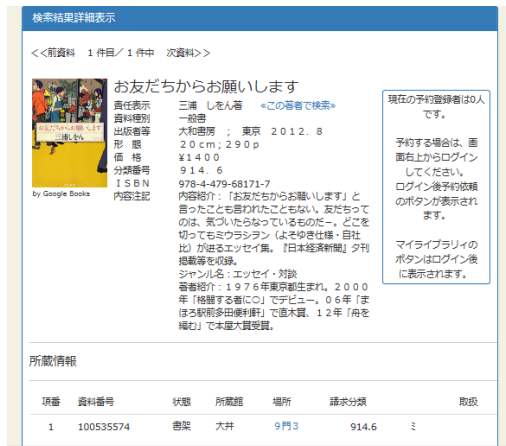 検索結果詳細表示
<<前資料　1件目／1件中　次資料>>
お友だちからお願いします
責任表示　三浦　しをん著　≪この著者で検索≫
資料種別　一般書
出版者等　大和書房　；　東京　２０１２．８
形　態　２０ｃｍ；２９０ｐ
価　格　¥１４００
分類番号　９１４．６
ＩＳＢＮ　978-4-479-68171-7
内容注記　内容紹介：「お友だちからお願いします」と
言ったことも言われたこともない。友だちって
のは、気づいたらなっているものだー。どこを
切ってもミウラシヲン（よそゆき仕様・自社
比）が迸るエッセイ集。『日本経済新聞』夕刊
掲載等を収録。
ジャンル名：エッセイ・対談
著者紹介：１９７６年東京都生まれ。２０００
年「格闘する者に○」でデビュー。０６年「ま
ほろ駅前多田便利軒」で直木賞、１２年「舟を
編む」で本屋大賞受賞。
お友だちからお願いします
三浦しをん
by Google Books
現在の予約登録者は0人
です。
予約する場合は、画
面右上からログイン
してください。
ログイン後予約依頼
のボタンが表示され
ます。
マイライブラリィの
ボタンはログイン後
に表示されます。
所蔵情報
項番　資料番号　状態　所蔵館　場所　請求分類　取扱
1　100535574　書架　大井　９門３　914.6　ミ